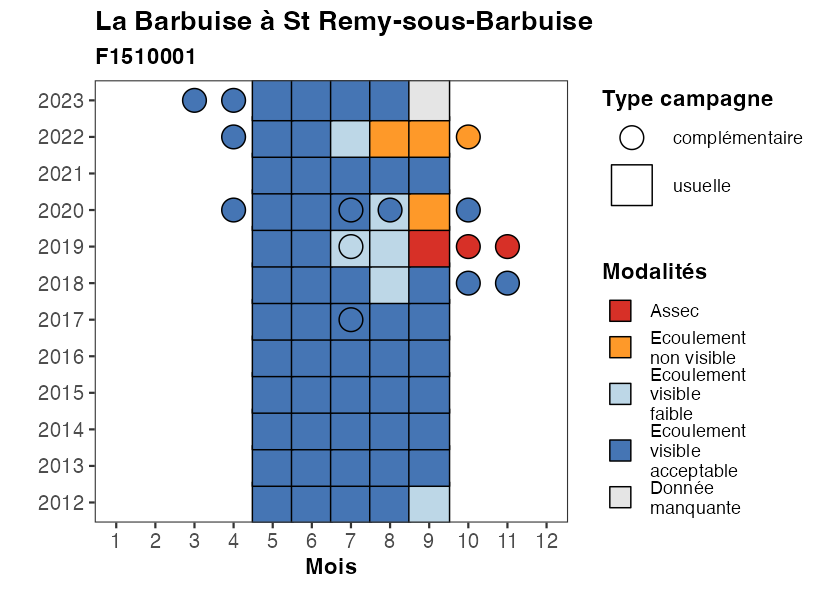 La Barbuise à St Remy-sous-Barbuise
F1510001
2023
2022
2021
2020
2019
2018
2017
2016
2015
2014
2013
2012
1 2 3 4 5 6 7 8 9 10 11 12
Mois
Type campagne
complémentaire
usuelle
Modalités
Assec
Ecoulement
non visible
Ecoulement
visible
faible
Ecoulement
visible
acceptable
Donnée
manquante